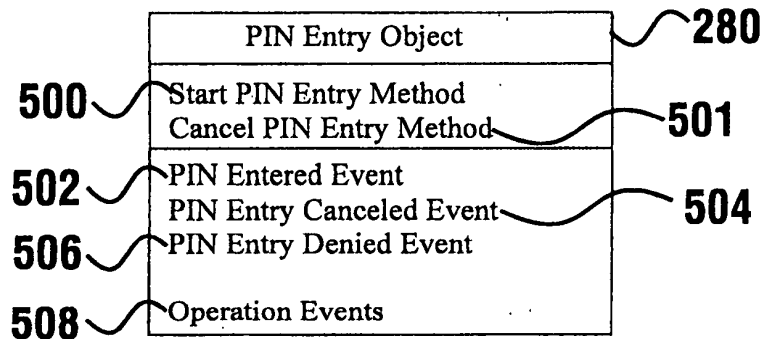 PIN Entry Object 280
500 Start PIN Entry Method
Cancel PIN Entry Method 501
502 PIN Entered Event
PIN Entry Canceled Event 504
506 PIN Entry Denied Event
508 Operation Events